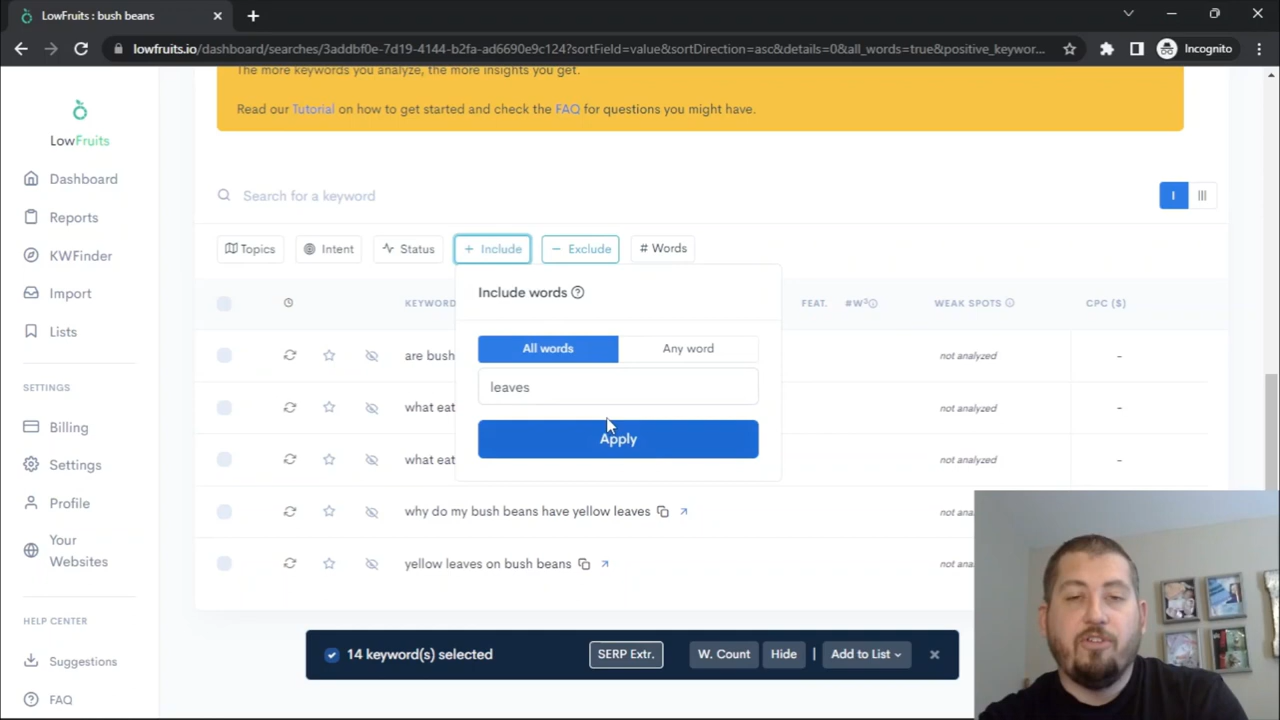 LowFruits : bush beans
lowfruits.io/dashboard/searches/3addbf0e-7d19-4144-b2fa-ad6690e9c124?sortField=value&sortDirection=asc&details=0&all_words=true&positive_keywor...
Incognito
The more keywords you analyze, the more insights you get.
Read our Tutorial on how to get started and check the FAQ for questions you might have.
LowFruits
Dashboard
Reports
KWFinder
Import
Lists
SETTINGS
Billing
Settings
Profile
Your
Websites
HELP CENTER
Suggestions
FAQ
Search for a keyword
Topics
Intent
Status
+ Include
− Exclude
# Words
KEYWORD
FEAT.
#W²
WEAK SPOTS
CPC ($)
Include words
All words
Any word
leaves
Apply
are bush
not analyzed
–
what eat
not analyzed
–
what eat
not analyzed
–
why do my bush beans have yellow leaves
not ana
yellow leaves on bush beans
not ana
14 keyword(s) selected
SERP Extr.
W. Count
Hide
Add to List